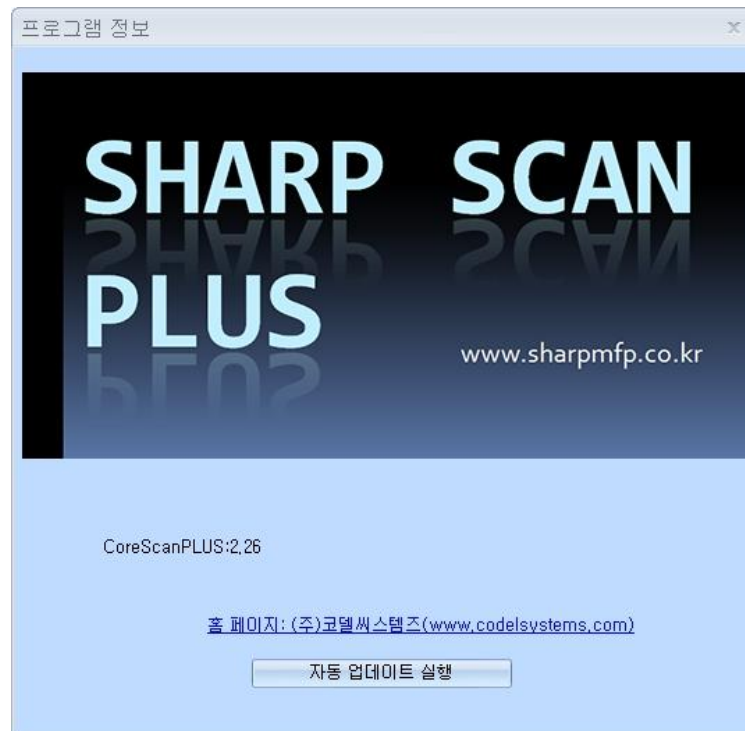 프로그램 정보
SHARP SCAN
PLUS
www.sharpmfp.co.kr
CoreScanPLUS:2,26
홈 페이지: (주)코델씨스템즈(www.codelsystems.com)
자동 업데이트 실행